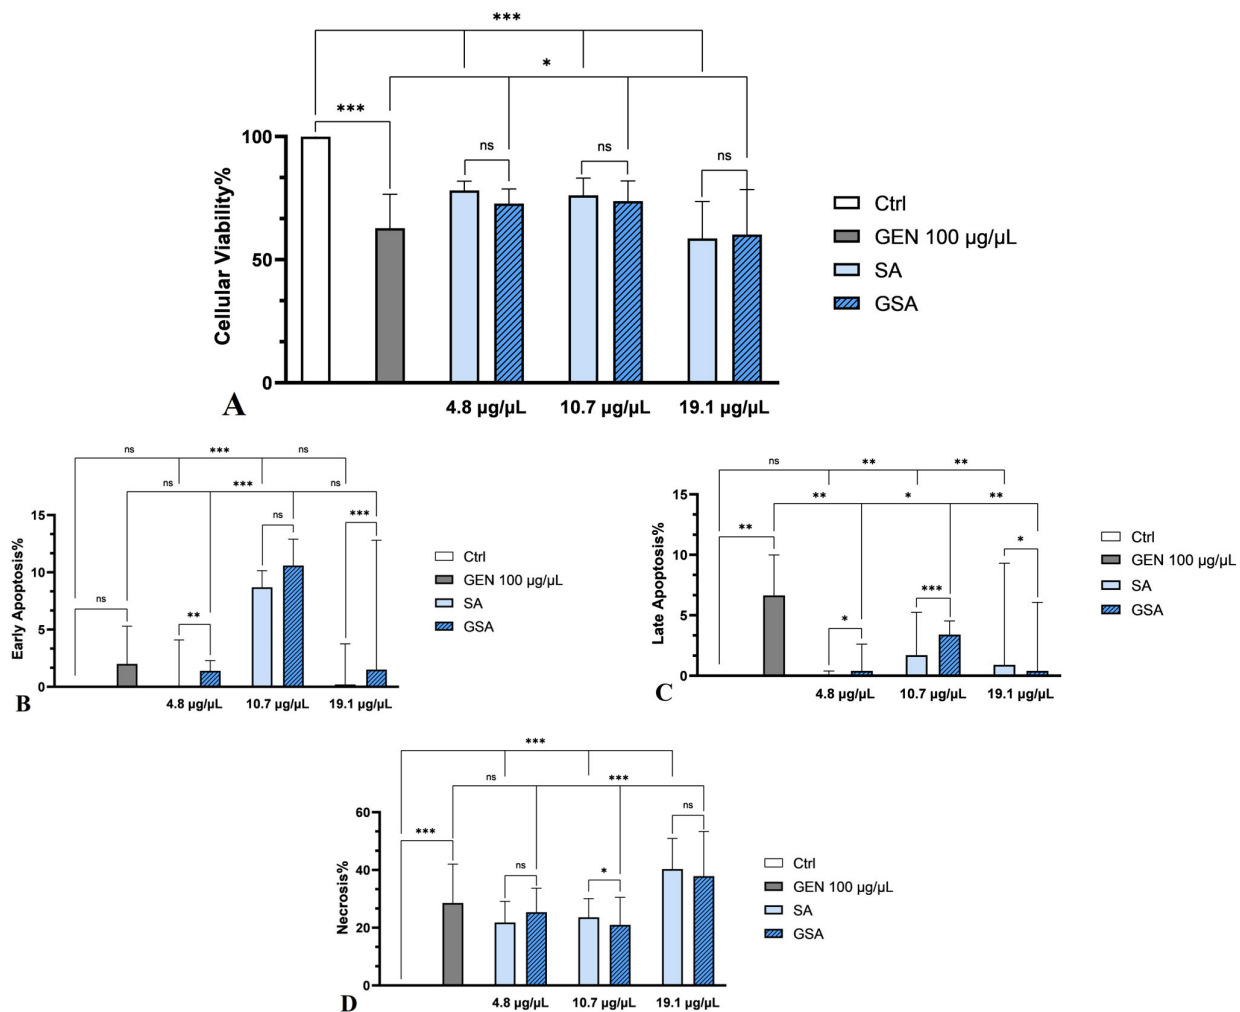 ***
*
***
ns
ns
ns
100
50
0
Cellular Viability%
4.8 µg/µL
10.7 µg/µL
19.1 µg/µL
Ctrl
GEN 100 µg/µL
SA
GSA
A
ns
***
ns
ns
***
ns
ns
**
ns
***
15
10
5
0
Early Apoptosis%
4.8 µg/µL
10.7 µg/µL
19.1 µg/µL
Ctrl
GEN 100 µg/µL
SA
GSA
B
ns
**
**
**
*
**
**
*
***
*
15
10
5
0
Late Apoptosis%
4.8 µg/µL
10.7 µg/µL
19.1 µg/µL
Ctrl
GEN 100 µg/µL
SA
GSA
C
***
ns
***
***
ns
*
ns
60
40
20
0
Necrosis%
4.8 µg/µL
10.7 µg/µL
19.1 µg/µL
Ctrl
GEN 100 µg/µL
SA
GSA
D